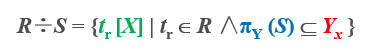 R÷S = {tr [X] | tr ∈ R ∧πY (S) ⊆ Yx }